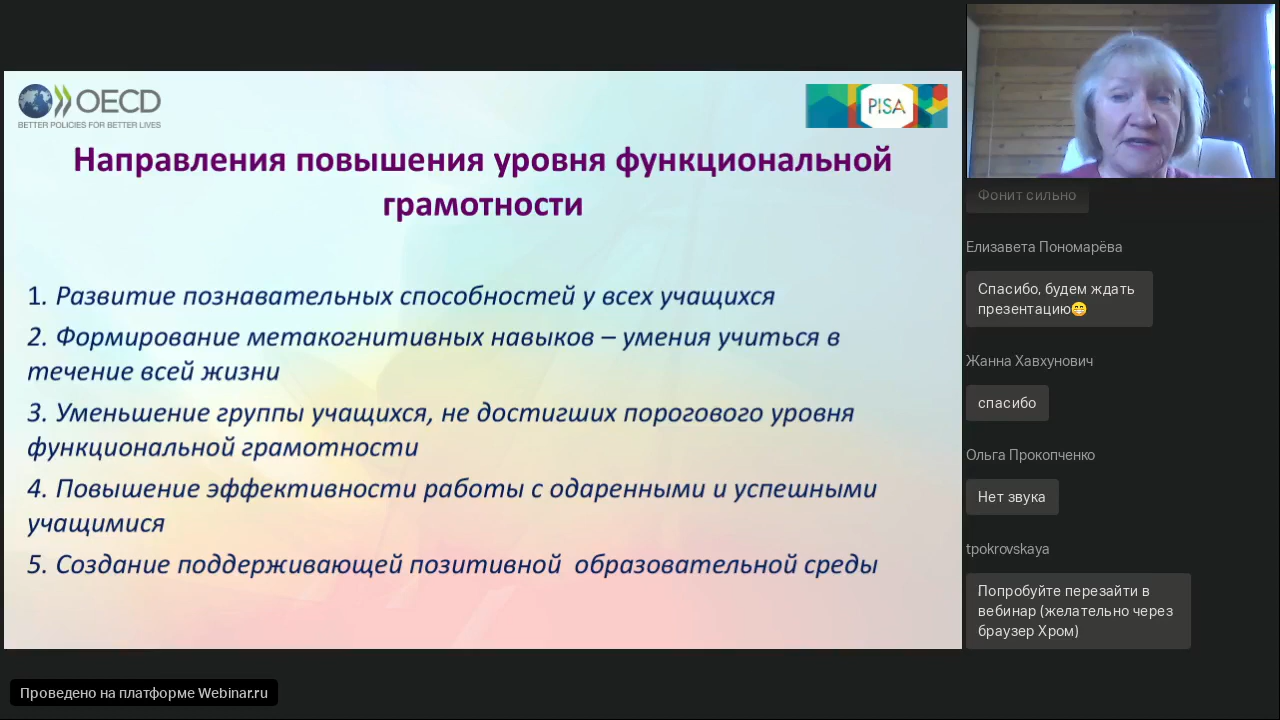 OECD
BETTER POLICIES FOR BETTER LIVES
PISA
Направления повышения уровня функциональной
грамотности
1. Развитие познавательных способностей у всех учащихся
2. Формирование метакогнитивных навыков – умения учиться в
течение всей жизни
3. Уменьшение группы учащихся, не достигших порогового уровня
функциональной грамотности
4. Повышение эффективности работы с одаренными и успешными
учащимися
5. Создание поддерживающей позитивной  образовательной среды
Проведено на платформе Webinar.ru
Фонит сильно
Елизавета Пономарёва
Спасибо, будем ждать
презентацию😁
Жанна Хавхунович
спасибо
Ольга Прокопченко
Нет звука
tpokrovskaya
Попробуйте перезайти в
вебинар (желательно через
браузер Хром)